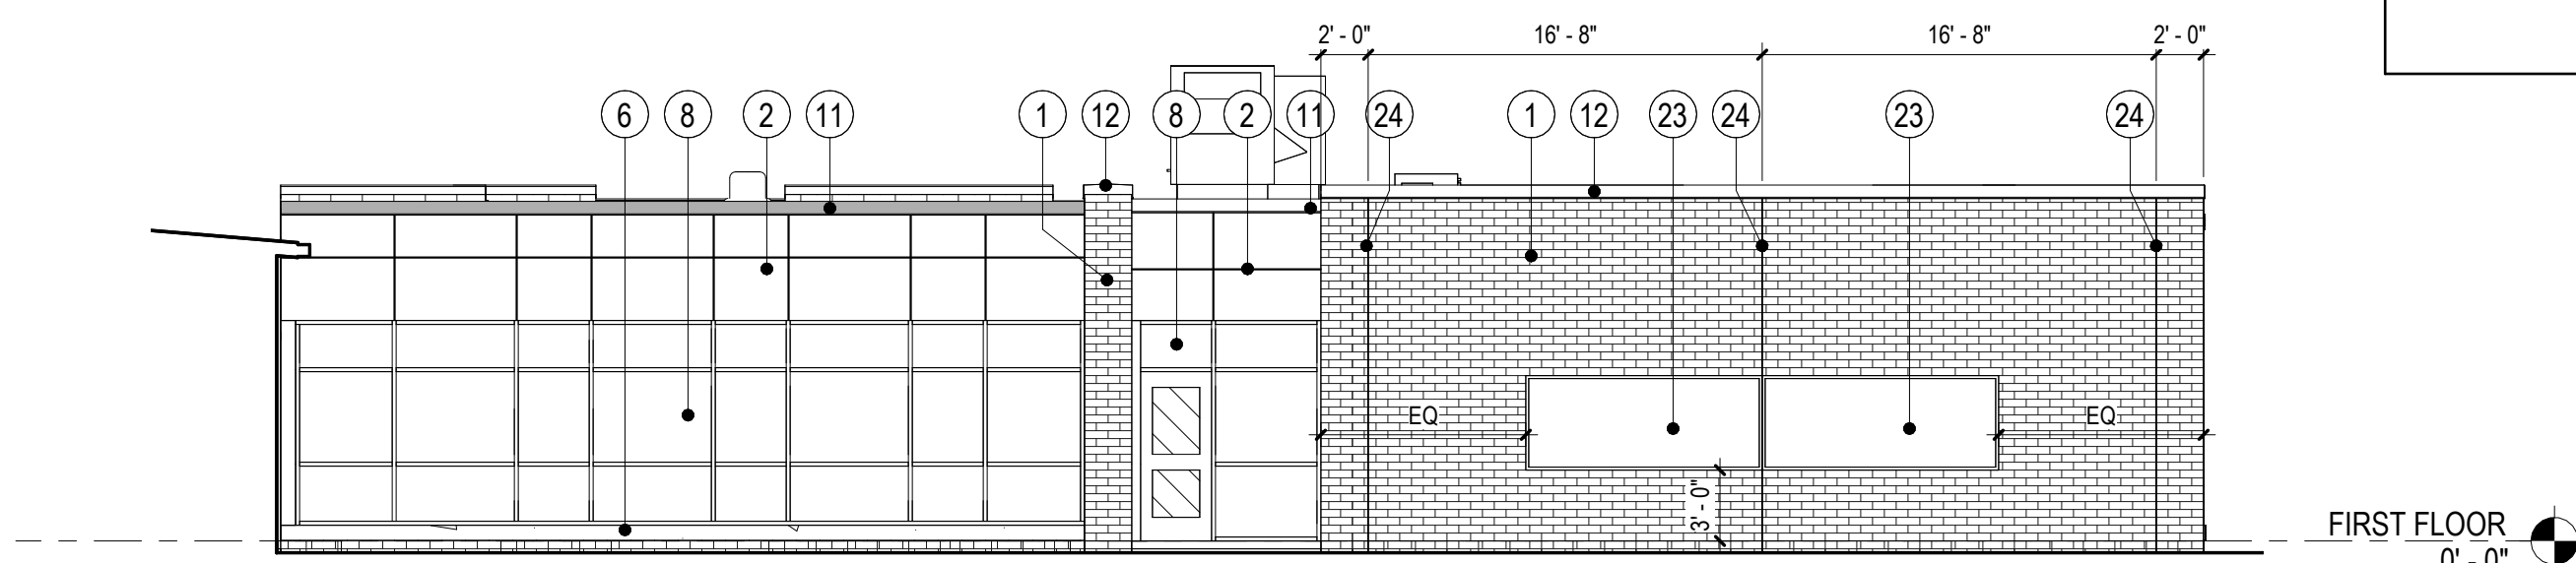 2' - 0" 16' - 8" 16' - 8" 2' - 0"
6 8 2 11 1 12 8 2 11 24 1 12 23 24 23 24
EQ EQ
3' - 0"
FIRST FLOOR
0' - 0"